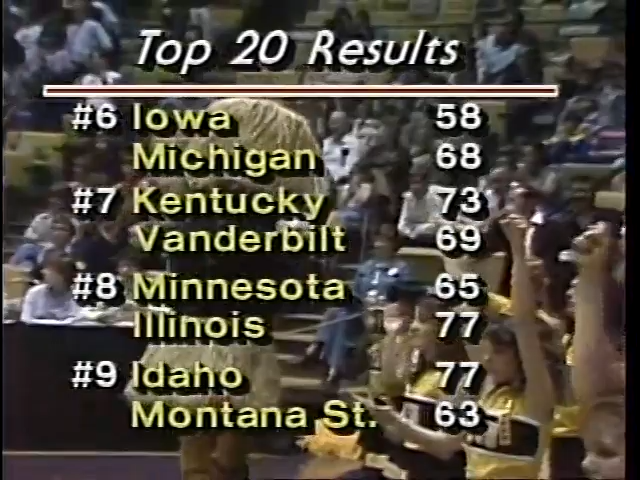 Top 20 Results
#6 Iowa 58
Michigan 68
#7 Kentucky 73
Vanderbilt 69
#8 Minnesota 65
Illinois 77
#9 Idaho 77
Montana St. 63